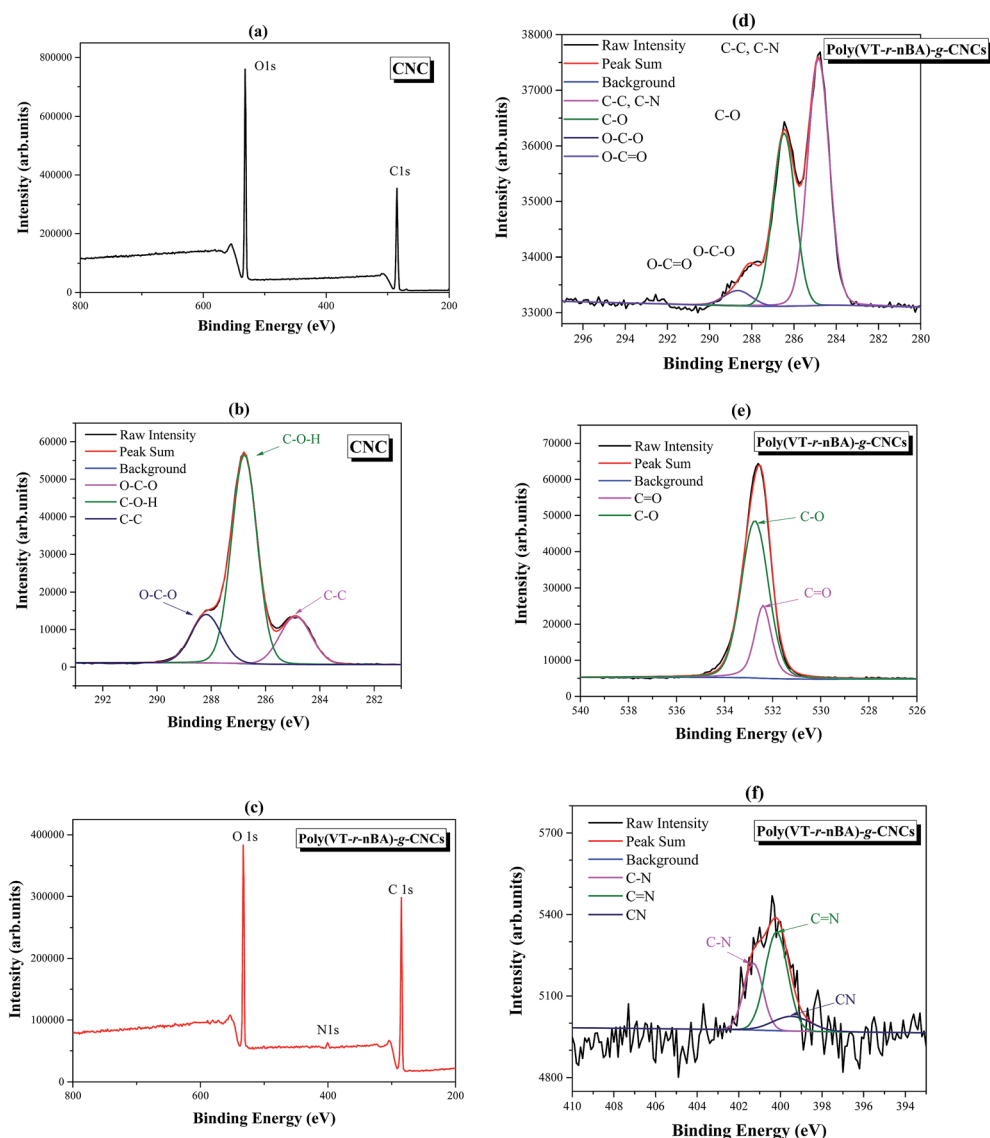 (a)
CNC
O1s
C1s
800000
600000
400000
200000
0
800
600
400
200
Intensity (arb.units)
Binding Energy (eV)
(d)
Raw Intensity
Peak Sum
Background
C-C, C-N
C-O
O-C-O
O-C=O
C-C, C-N
Poly(VT-r-nBA)-g-CNCs
C-O
O-C-O
O-C=O
38000
37000
36000
35000
34000
33000
296
294
292
290
288
286
284
282
280
Intensity (arb.units)
Binding Energy (eV)
(b)
Raw Intensity
Peak Sum
Background
O-C-O
C-O-H
C-C
C-O-H
CNC
O-C-O
C-C
60000
50000
40000
30000
20000
10000
0
292
290
288
286
284
282
Intensity (arb.units)
Binding Energy (eV)
(e)
Poly(VT-r-nBA)-g-CNCs
Raw Intensity
Peak Sum
Background
C=O
C-O
C-O
C=O
70000
60000
50000
40000
30000
20000
10000
0
540
538
536
534
532
530
528
526
Intensity (arb.units)
Binding Energy (eV)
(c)
Poly(VT-r-nBA)-g-CNCs
O 1s
C 1s
N1s
400000
300000
200000
100000
0
800
600
400
200
Intensity (arb.units)
Binding Energy (eV)
(f)
Raw Intensity
Peak Sum
Background
C-N
C=N
CN
Poly(VT-r-nBA)-g-CNCs
C=N
C-N
CN
5700
5400
5100
4800
410
408
406
404
402
400
398
396
394
Intensity (arb.units)
Binding Energy (eV)